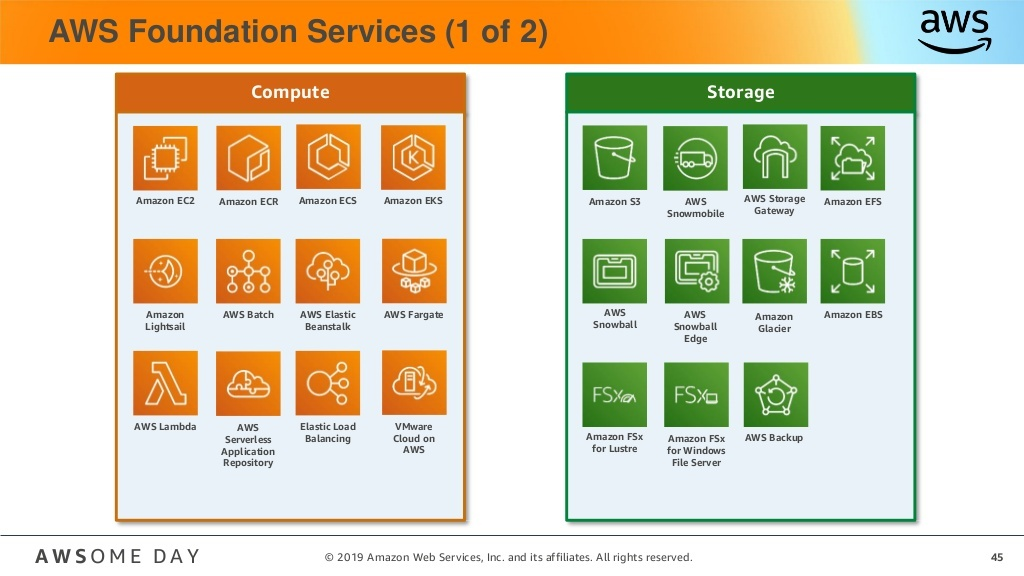 AWS Foundation Services (1 of 2)
aws
Compute
Amazon EC2
Amazon ECR
Amazon ECS
K
Amazon EKS
Amazon
Lightsail
AWS Batch
AWS Elastic
Beanstalk
AWS Fargate
AWS Lambda
AWS
Serverless
Application
Repository
Elastic Load
Balancing
VMware
Cloud on
AWS
Storage
Amazon S3
AWS
Snowmobile
AWS Storage
Gateway
Amazon EFS
AWS
Snowball
AWS
Snowball
Edge
Amazon
Glacier
Amazon EBS
FSx
Amazon FSx
for Lustre
FSx
Amazon FSx
for Windows
File Server
AWS Backup
AWSOME DAY
© 2019 Amazon Web Services, Inc. and its affiliates. All rights reserved.
45